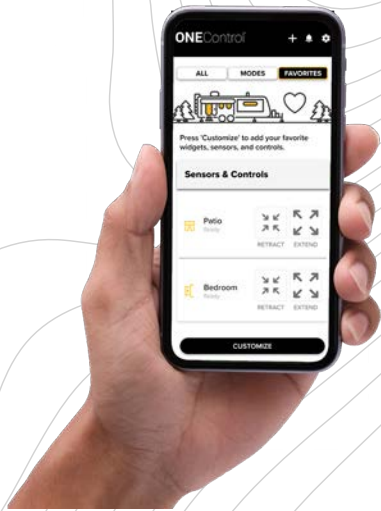 ONEControl
ALL MODES FAVORITES
Press 'Customize' to add your favorite
widgets, sensors, and controls.
Sensors & Controls
Patio
Ready
RETRACT EXTEND
Bedroom
Ready
RETRACT EXTEND
CUSTOMIZE